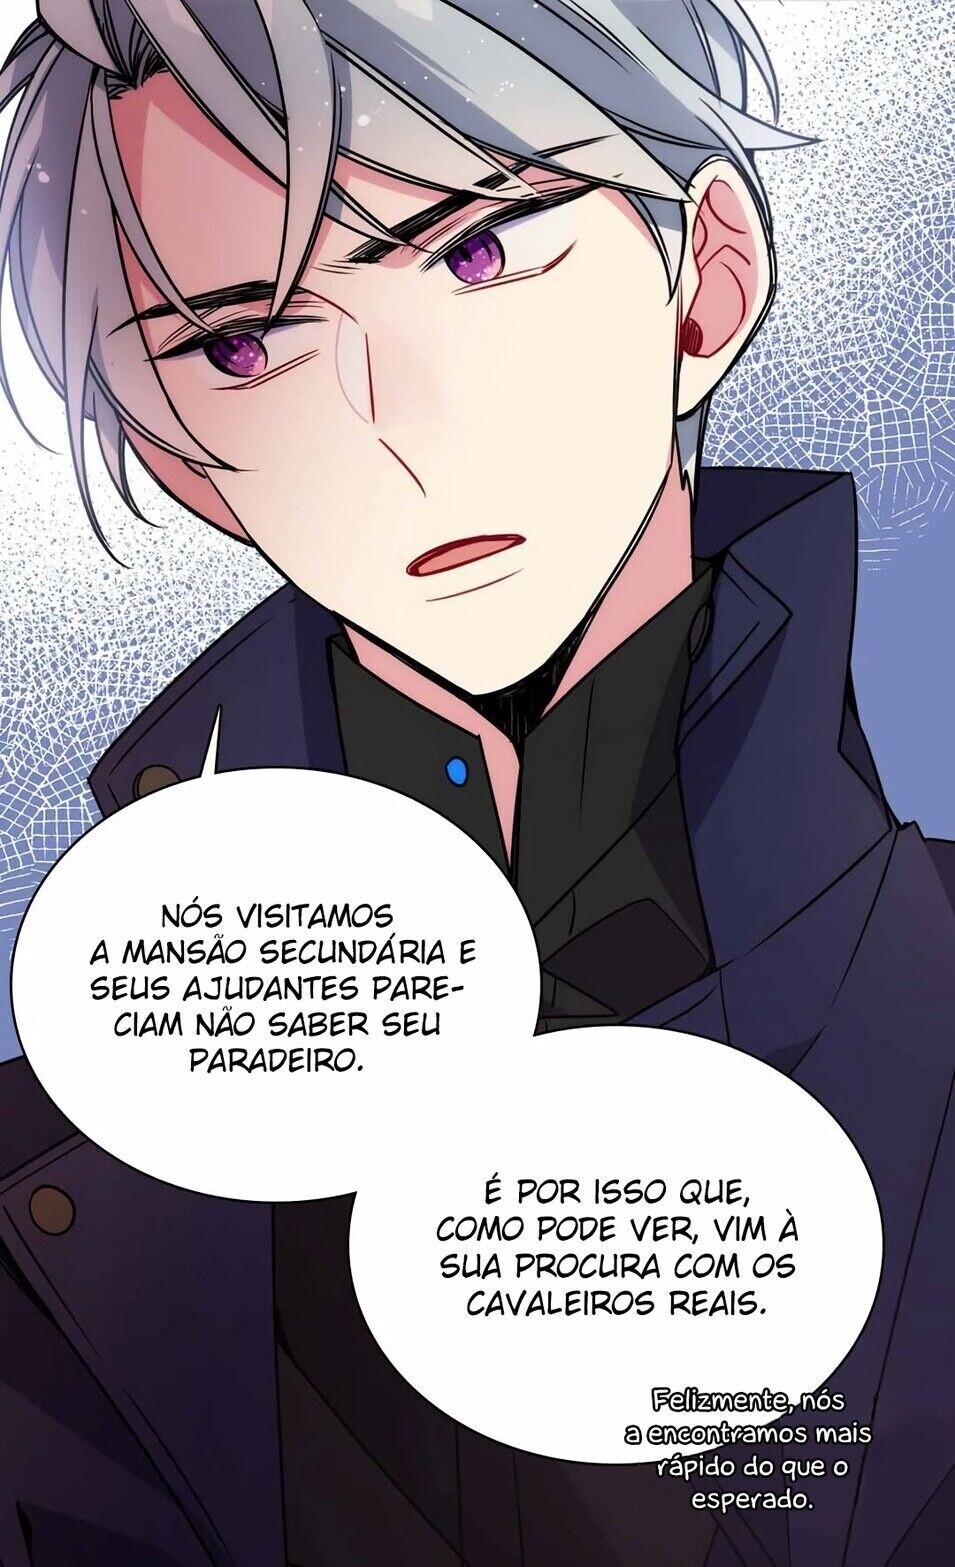 NÓS VISITAMOS
A MANSÃO SECUNDÁRIA E
SEUS AJUDANTES PARE-
CIAM NÃO SABER SEU
PARADEIRO.
É POR ISSO QUE,
COMO PODE VER, VIM À
SUA PROCURA COM OS
CAVALEIROS REAIS.
Felizmente, nós
a encontramos mais
rápido do que o
esperado.